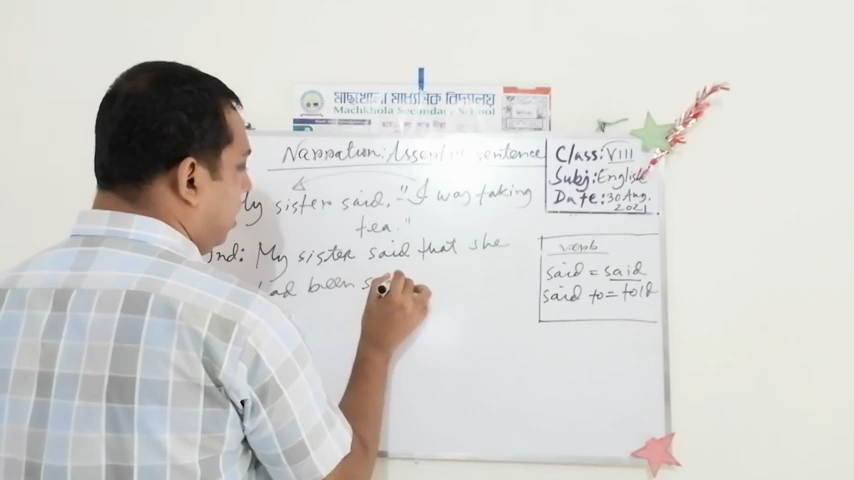 মাছখোলা মাধ্যমিক বিদ্যালয়
Machkhola Secondary School
Narration: Assertive Sentence
Class: VIII
Subj: English
Date: 30 Aug. 2021
My sister said, "I was taking
tea."
Ind: My sister said that she
had been
verb
said = said
said to = told